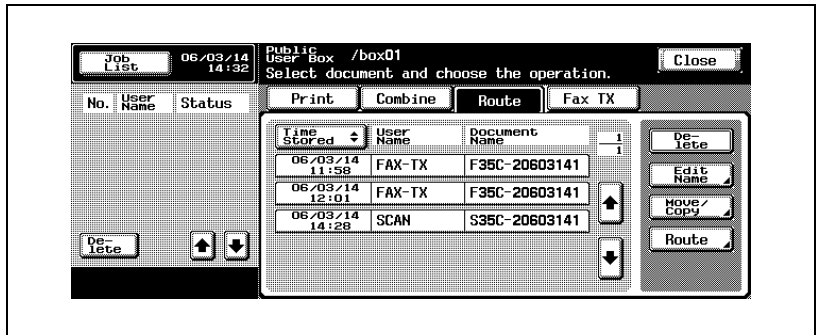 Job List
06/03/14
14:32
Public User Box /box01
Select document and choose the operation.
Close
No. User Name Status
Print Combine Route Fax TX
Time Stored User Name Document Name 1/1
06/03/14 11:58 FAX-TX F35C-20603141
06/03/14 12:01 FAX-TX F35C-20603141
06/03/14 14:28 SCAN S35C-20603141
De-lete
Edit Name
Move/Copy
Route
De-lete